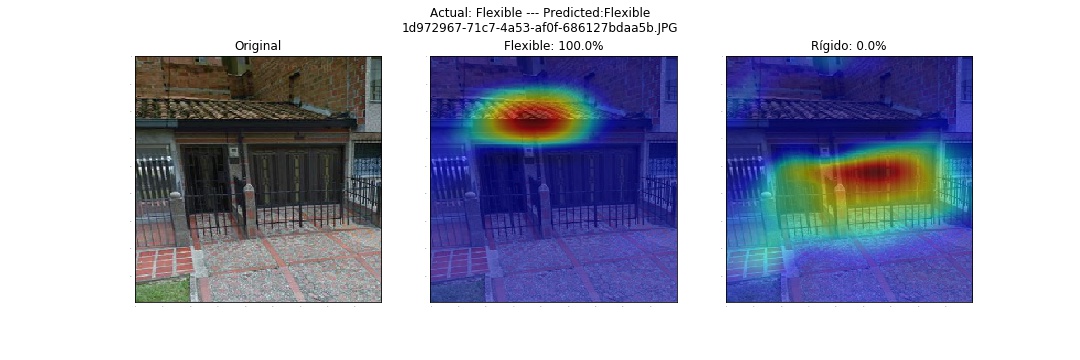 Actual: Flexible --- Predicted:Flexible
1d972967-71c7-4a53-af0f-686127bdaa5b.JPG
Original
Flexible: 100.0%
Rígido: 0.0%